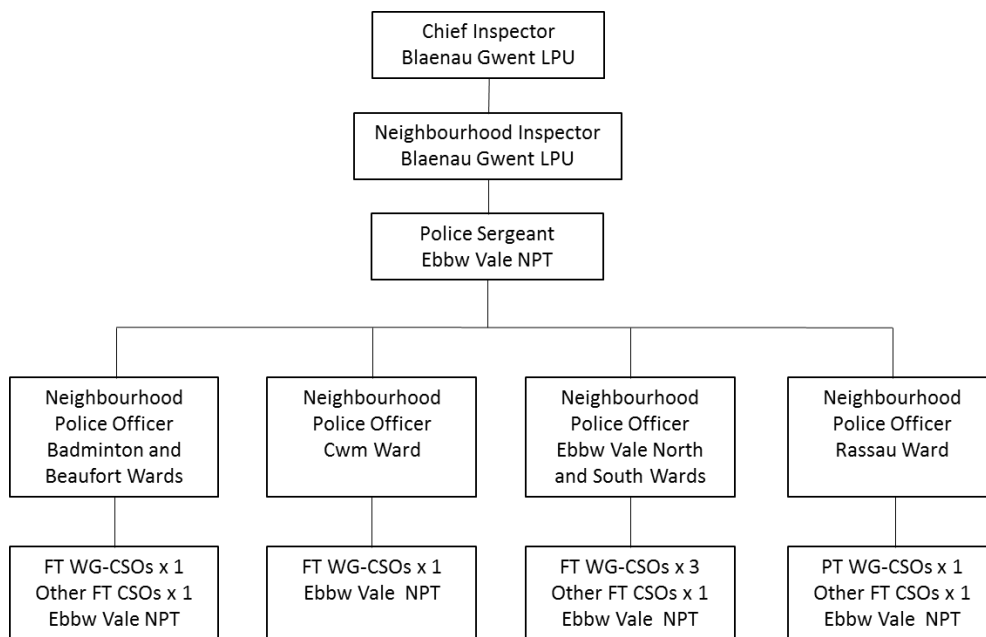 Chief Inspector
Blaenau Gwent LPU
Neighbourhood Inspector
Blaenau Gwent LPU
Police Sergeant
Ebbw Vale NPT
Neighbourhood
Police Officer
Badminton and
Beaufort Wards
Neighbourhood
Police Officer
Cwm Ward
Neighbourhood
Police Officer
Ebbw Vale North
and South Wards
Neighbourhood
Police Officer
Rassau Ward
FT WG-CSOs x 1
Other FT CSOs x 1
Ebbw Vale NPT
FT WG-CSOs x 1
Ebbw Vale NPT
FT WG-CSOs x 3
Other FT CSOs x 1
Ebbw Vale NPT
PT WG-CSOs x 1
Other FT CSOs x 1
Ebbw Vale NPT